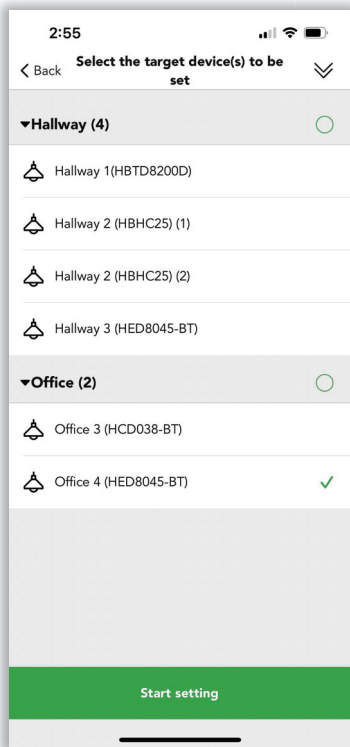 2:55
Back
Select the target device(s) to be
set
Hallway (4)
Hallway 1(HBTD8200D)
Hallway 2 (HBHC25) (1)
Hallway 2 (HBHC25) (2)
Hallway 3 (HED8045-BT)
Office (2)
Office 3 (HCD038-BT)
Office 4 (HED8045-BT)
Start setting